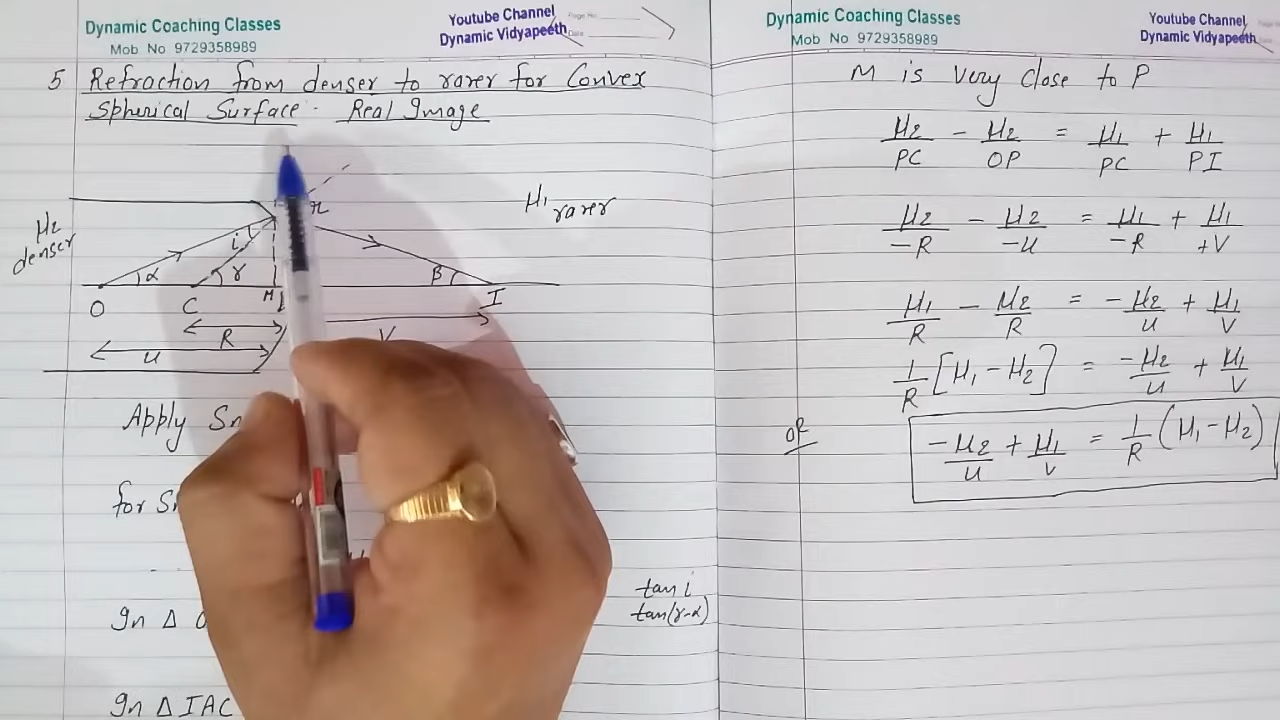 Dynamic Coaching Classes
Mob. No 9729358989
Youtube Channel
Dynamic Vidyapeeth
Page No.
Date
5 Refraction from denser to rarer for Convex
Spherical Surface. Real Image
μ2
denser
μ1
rarer
i
r
α
γ
β
O
C
M
I
R
u
V
Apply
for
In Δ
tan i
tan(γ-α)
In Δ IAC
Dynamic Coaching Classes
Mob. No 9729358989
Youtube Channel
Dynamic Vidyapeeth
M is very close to P
μ2/PC - μ2/OP = μ1/PC + μ1/PI
μ2/-R - μ2/-u = μ1/-R + μ1/+V
μ1/R - μ2/R = -μ2/u + μ1/V
1/R [μ1 - μ2] = -μ2/u + μ1/V
or
-μ2/u + μ1/v = 1/R (μ1 - μ2)